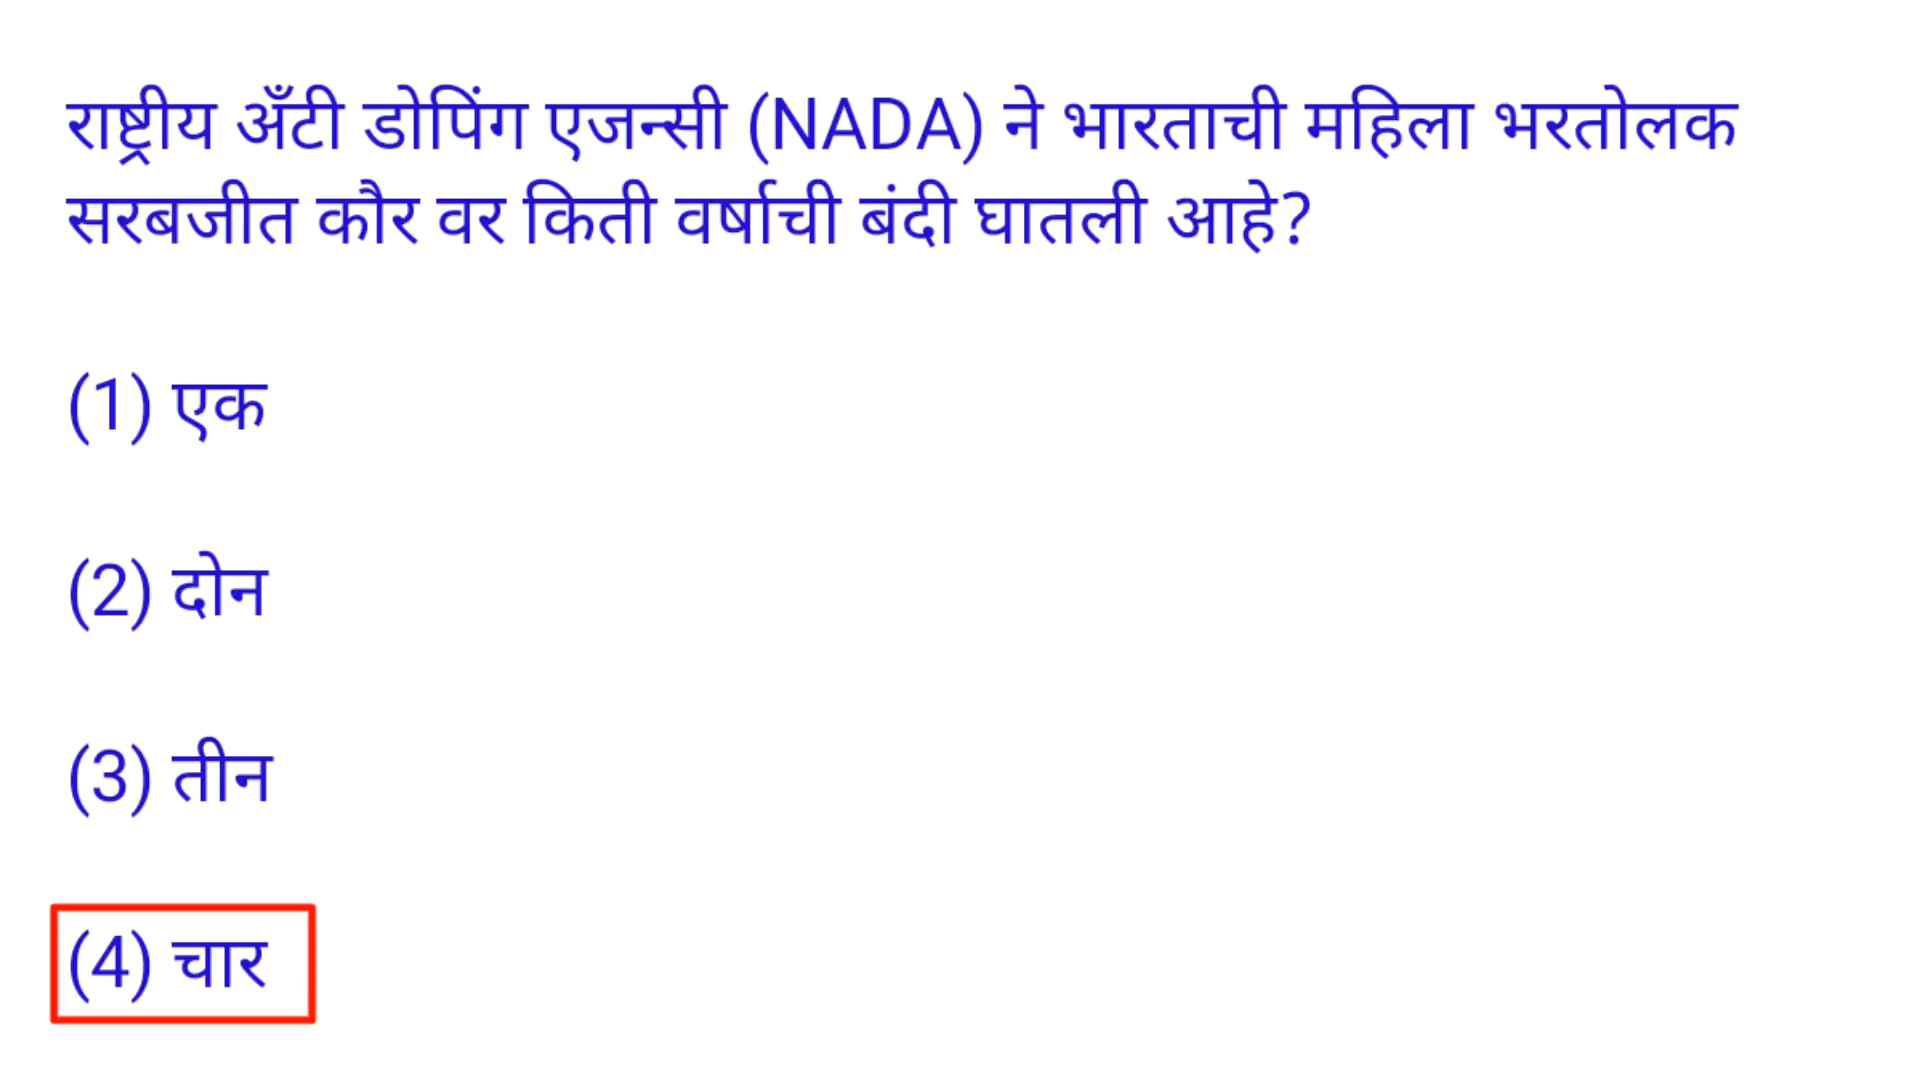 राष्ट्रीय अँटी डोपिंग एजन्सी (NADA) ने भारताची महिला भरतोलक
सरबजीत कौर वर किती वर्षाची बंदी घातली आहे?
(1) एक
(2) दोन
(3) तीन
(4) चार